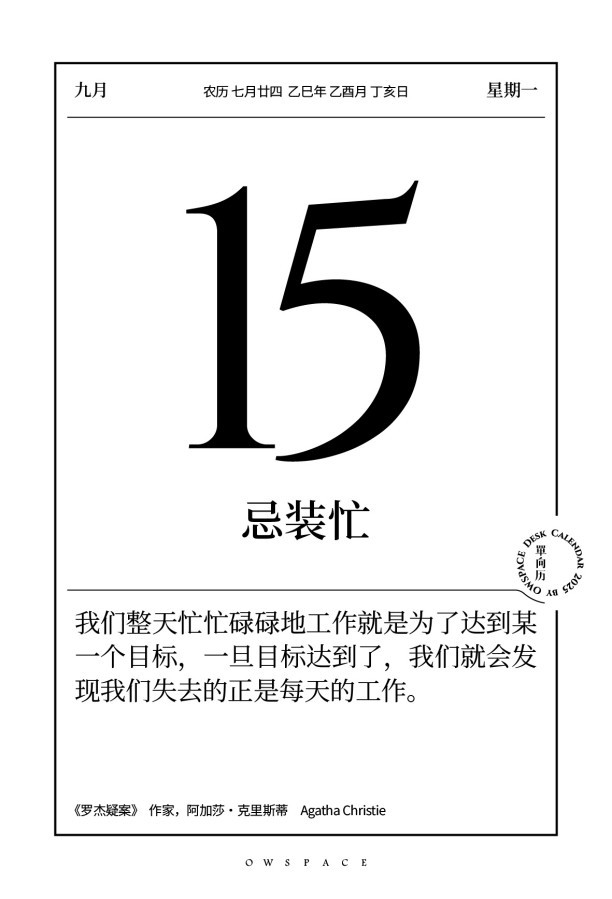 九月 农历 七月廿四 乙巳年 乙酉月 丁亥日 星期一
15
忌装忙
DESK CALENDAR 2025 BY OWSPACE
單向历
我们整天忙忙碌碌地工作就是为了达到某
一个目标，一旦目标达到了，我们就会发
现我们失去的正是每天的工作。
《罗杰疑案》 作家，阿加莎·克里斯蒂 Agatha Christie
OWSPACE